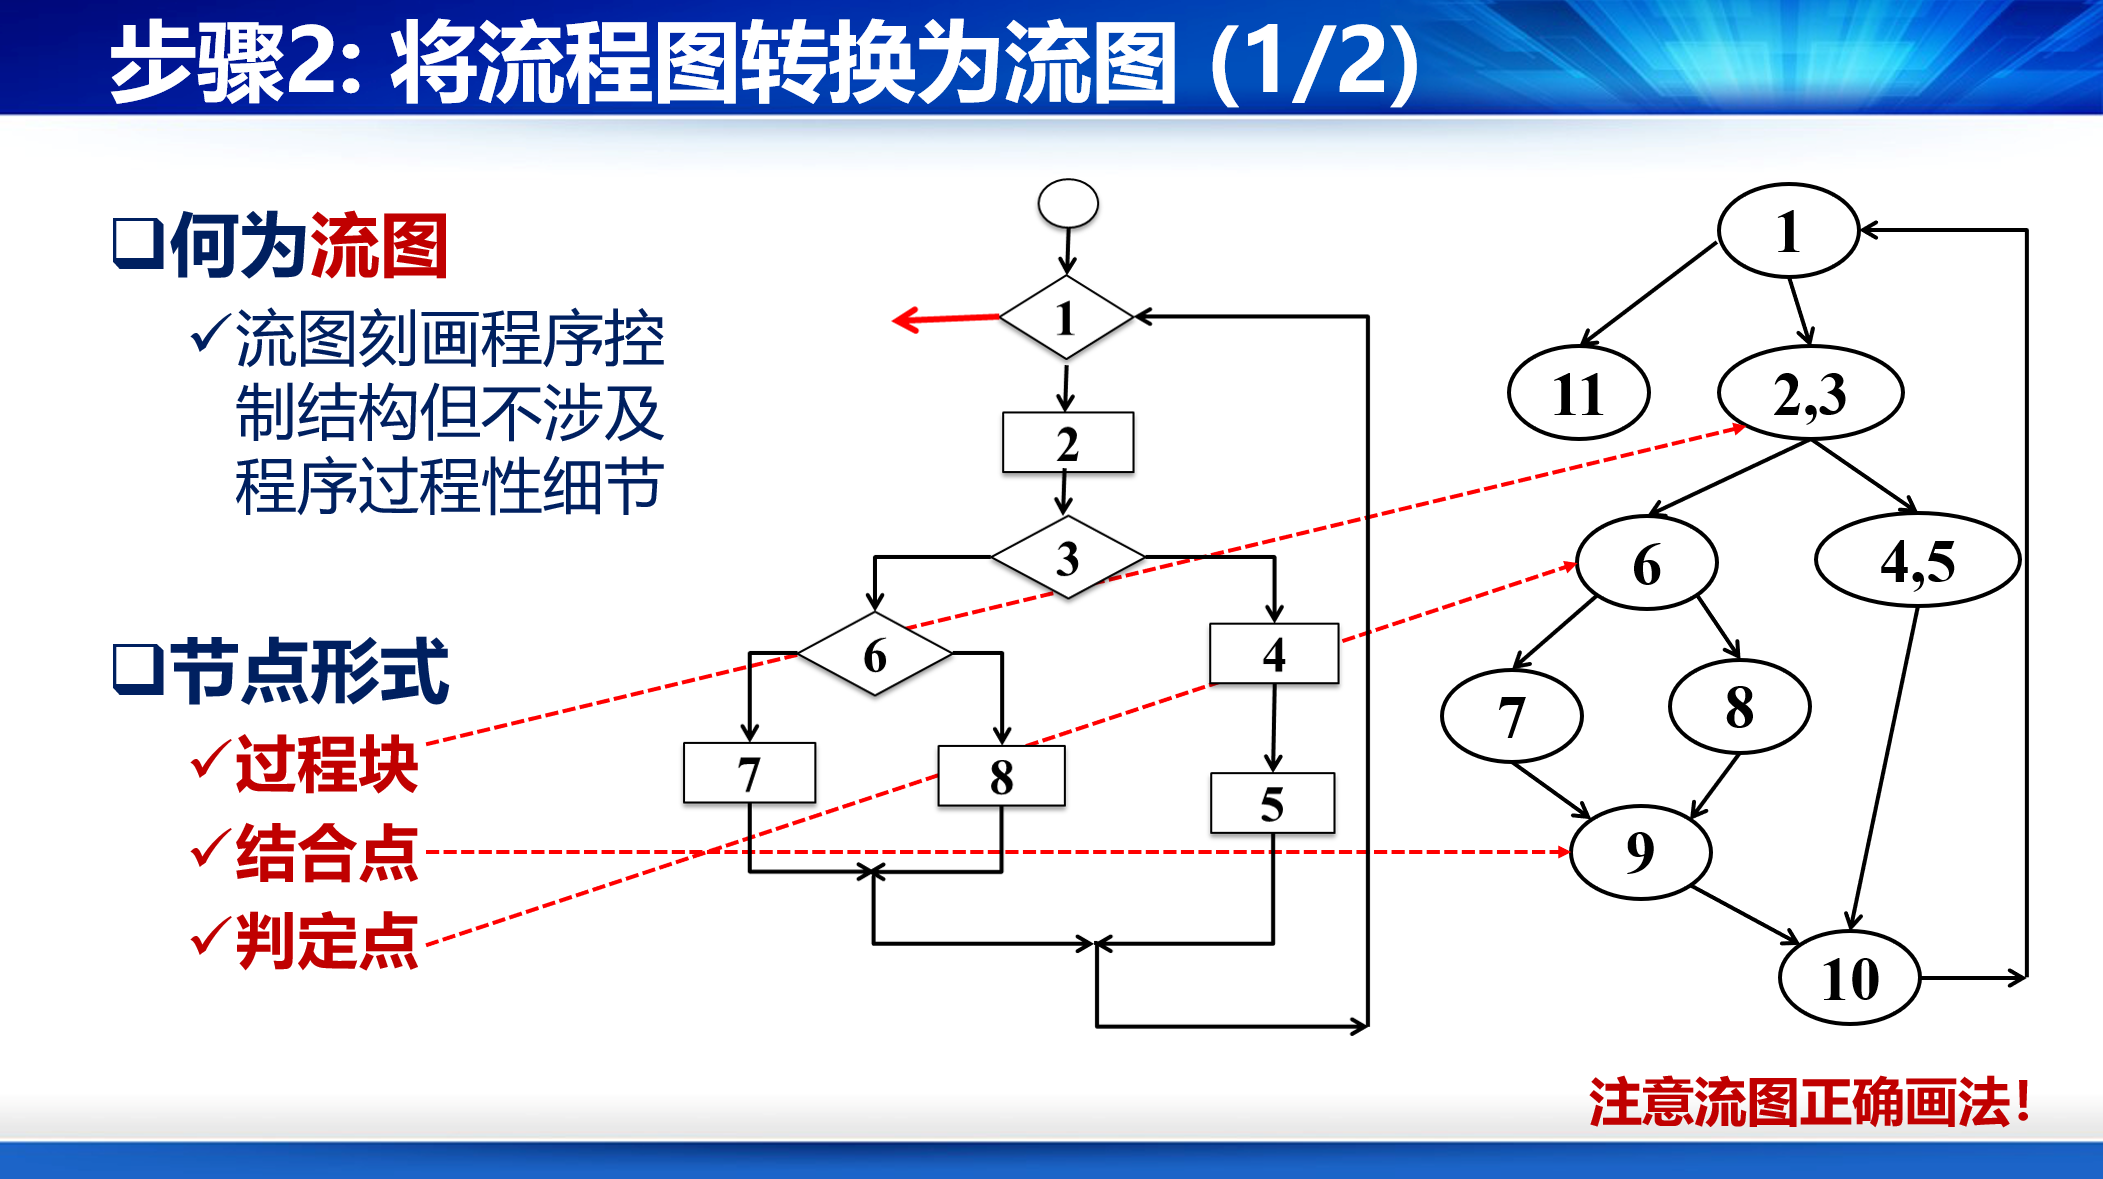 步骤2: 将流程图转换为流图 (1/2)
何为流图
流图刻画程序控
制结构但不涉及
程序过程性细节
节点形式
过程块
结合点
判定点
1
2
3
6
4
7
8
5
1
11
2,3
6
4,5
7
8
9
10
注意流图正确画法！